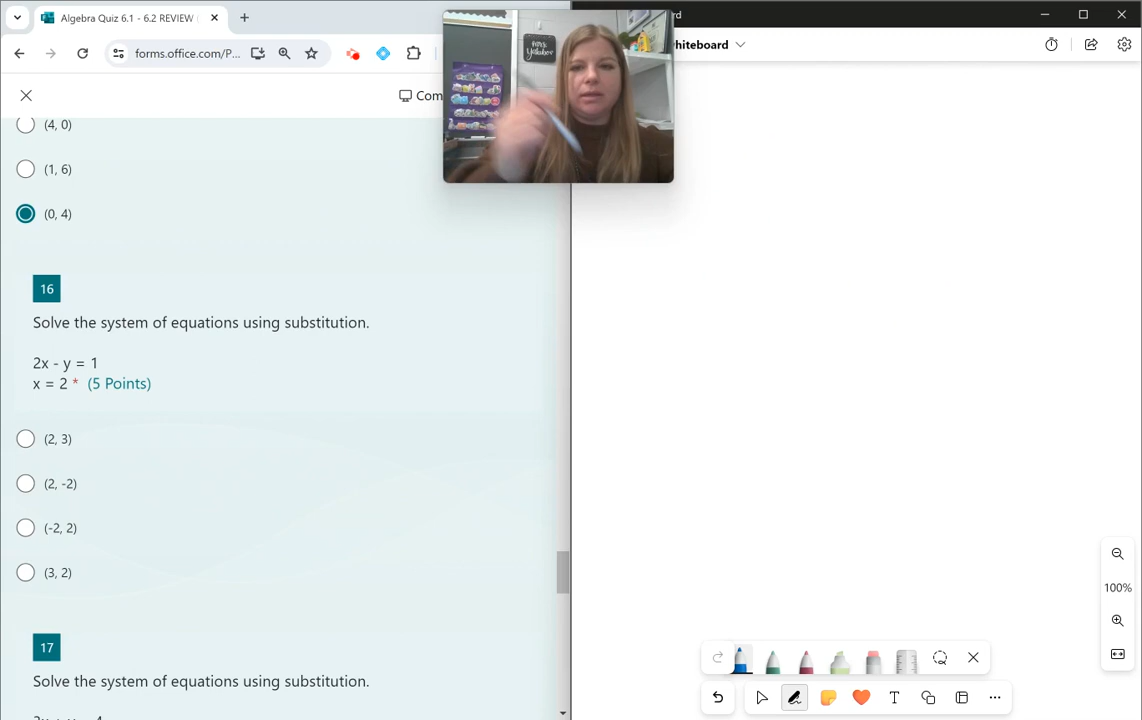 Algebra Quiz 6.1 - 6.2 REVIEW
forms.office.com/P...
Com
(4, 0)
(1, 6)
(0, 4)
16
Solve the system of equations using substitution.
2x - y = 1
x = 2 * (5 Points)
(2, 3)
(2, -2)
(-2, 2)
(3, 2)
17
Solve the system of equations using substitution.
rd
hiteboard
100%
T